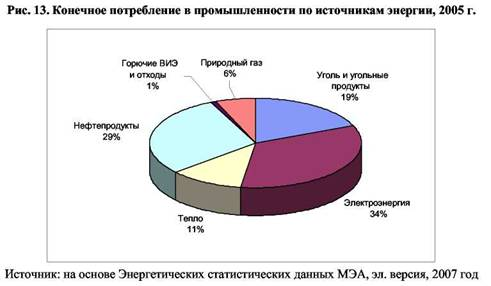 Рис. 13. Конечное потребление в промышленности по источникам энергии, 2005 г.
Горючие ВИЭ
и отходы
1%
Природный газ
6%
Уголь и угольные
продукты
19%
Нефтепродукты
29%
Электроэнергия
34%
Тепло
11%
Источник: на основе Энергетических статистических данных МЭА, эл. версия, 2007 год